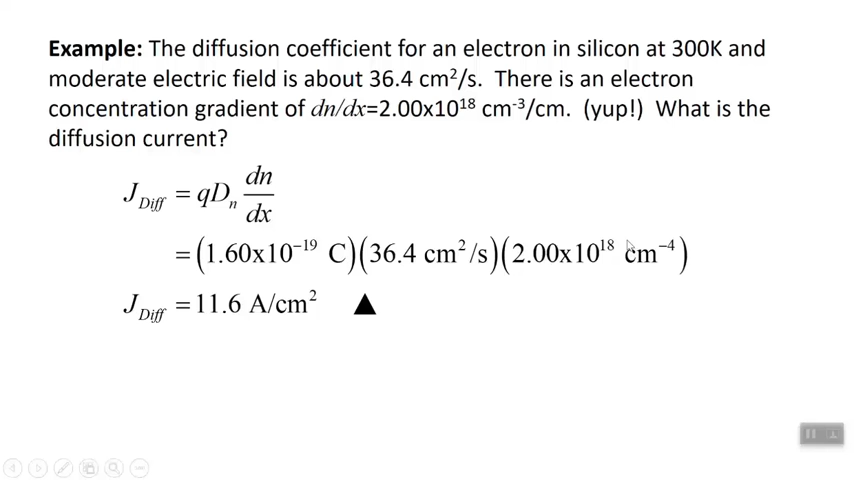 Example: The diffusion coefficient for an electron in silicon at 300K and
moderate electric field is about 36.4 cm²/s. There is an electron
concentration gradient of dn/dx=2.00x10¹⁸ cm⁻³/cm. (yup!) What is the
diffusion current?
J_Diff = qD_n dn/dx
= (1.60x10⁻¹⁹ C)(36.4 cm²/s)(2.00x10¹⁸ cm⁻⁴)
J_Diff = 11.6 A/cm² ▲